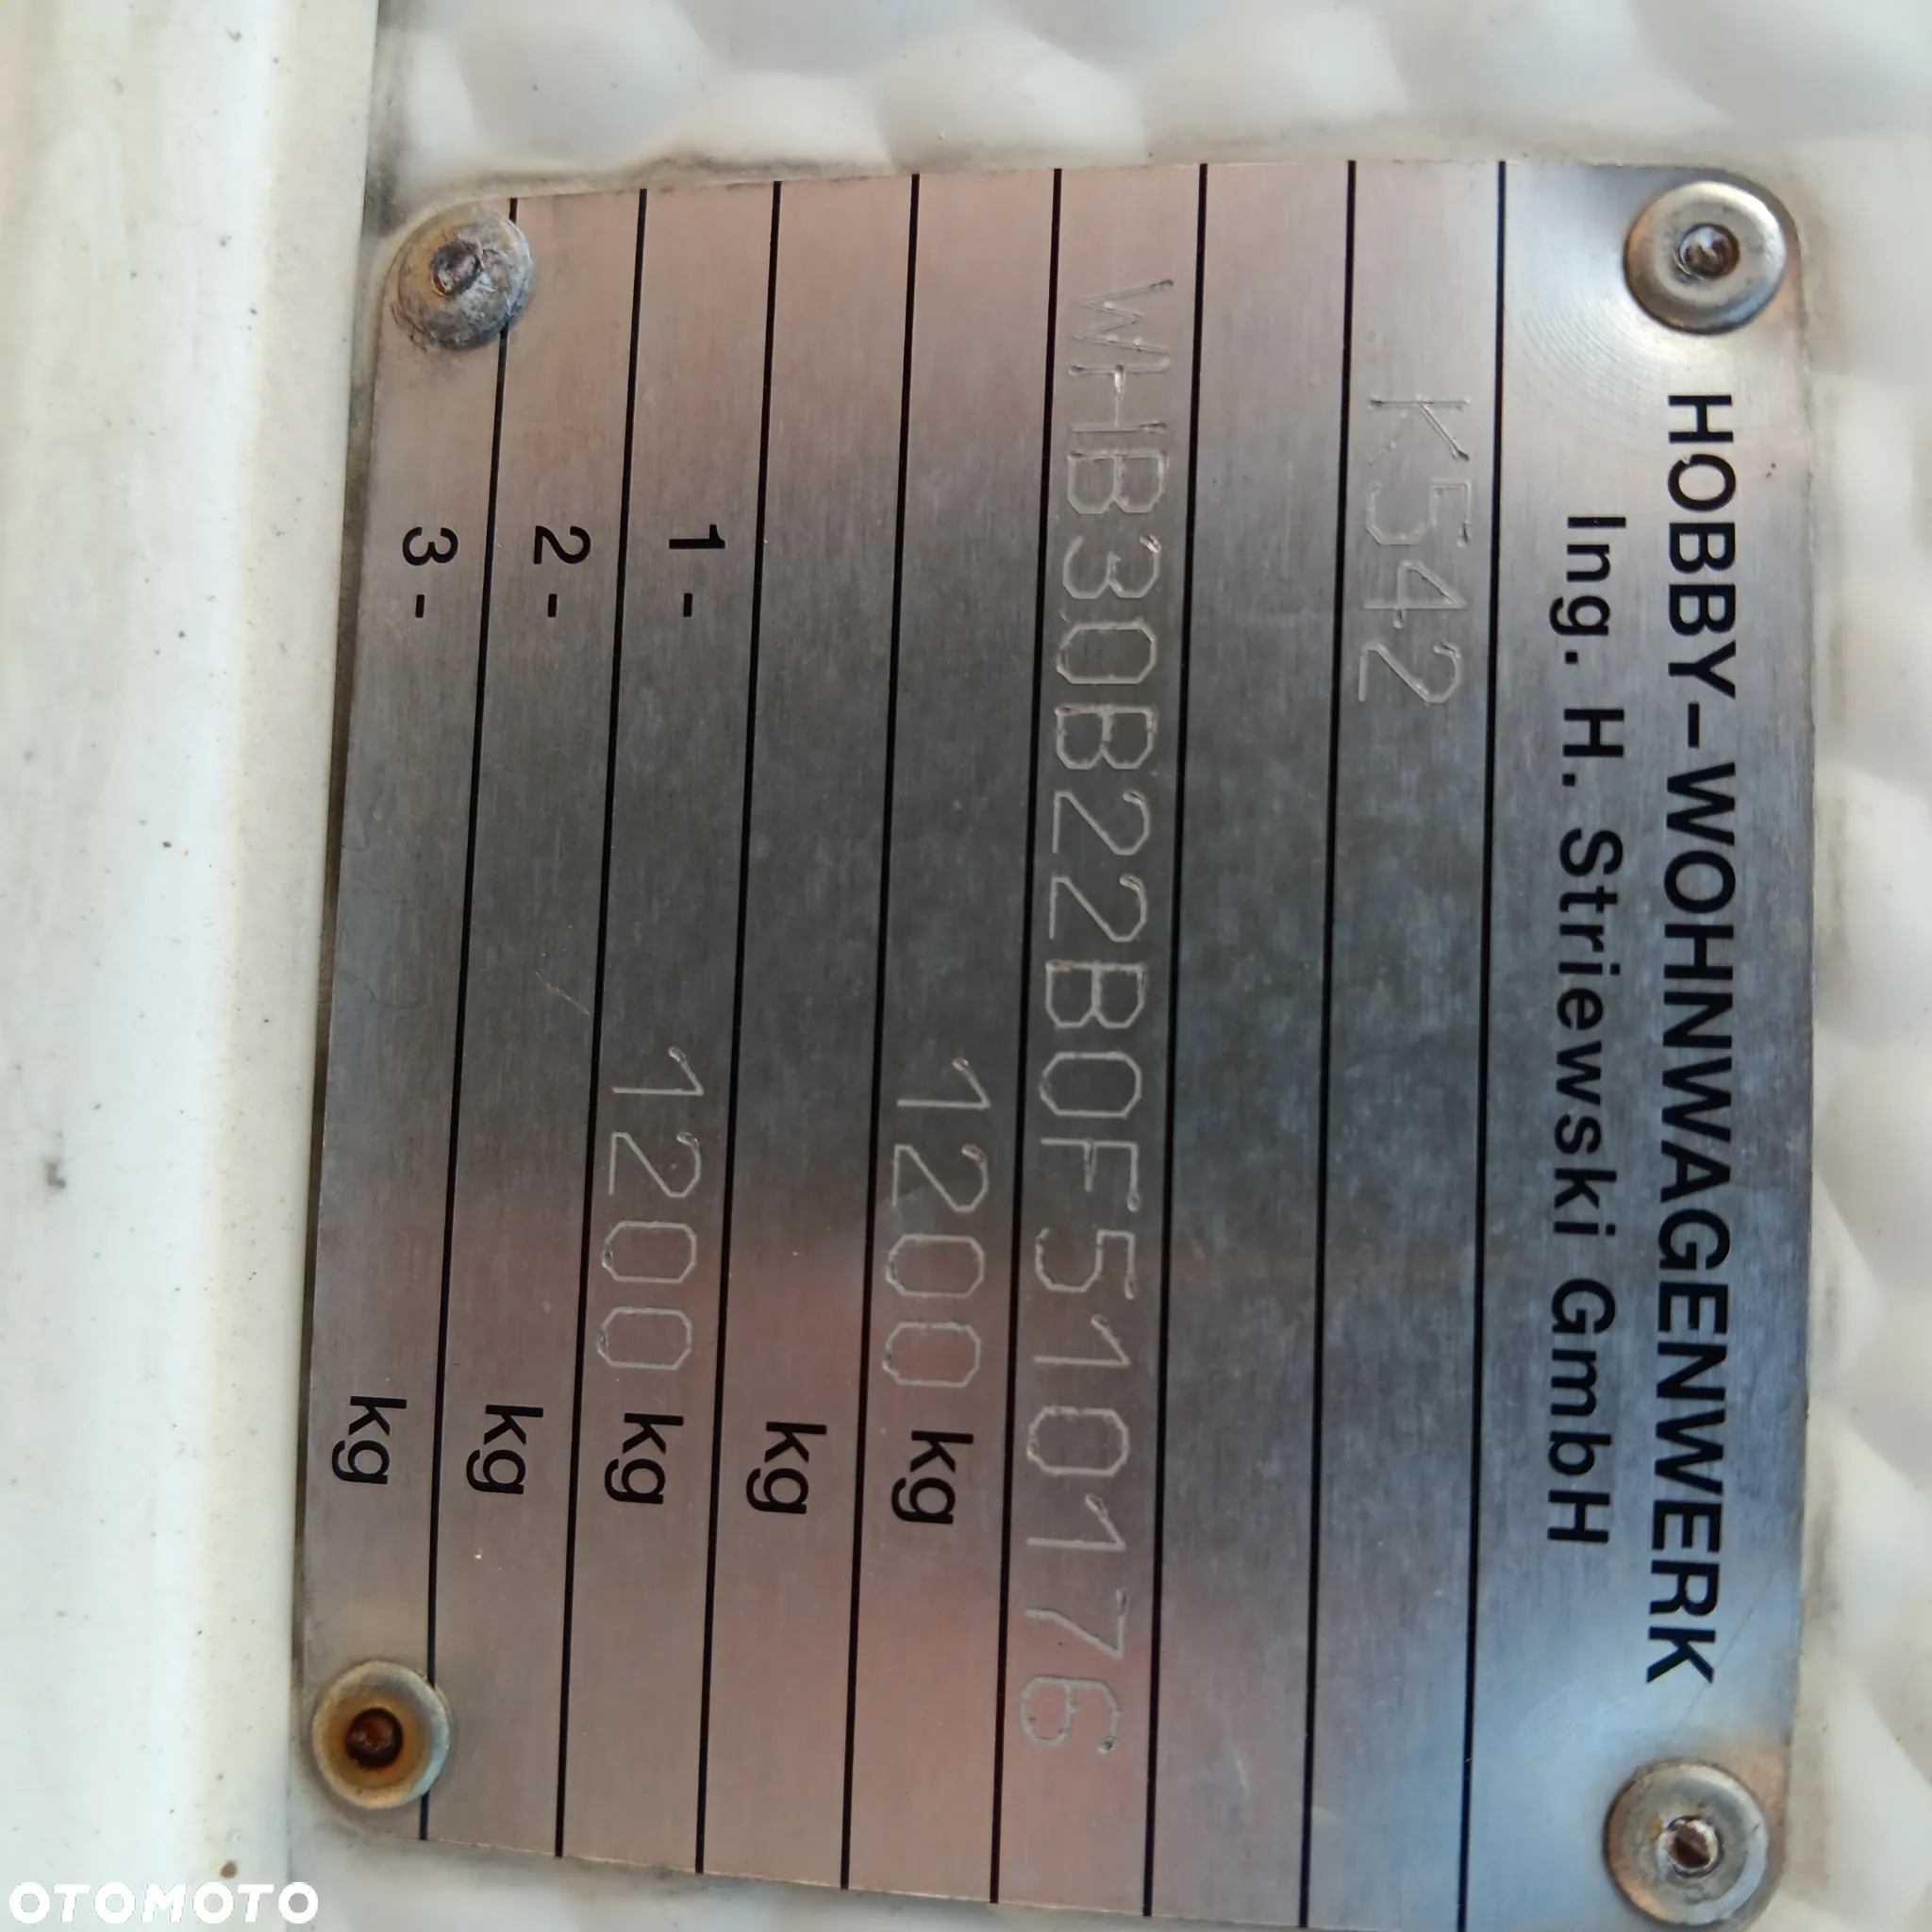 HOBBY-WOHNWAGENWERK
Ing. H. Striewski GmbH
K542
WHB30B22B0F510176
1200 kg
kg
1- 1200 kg
2- kg
3- kg
OTOMOTO